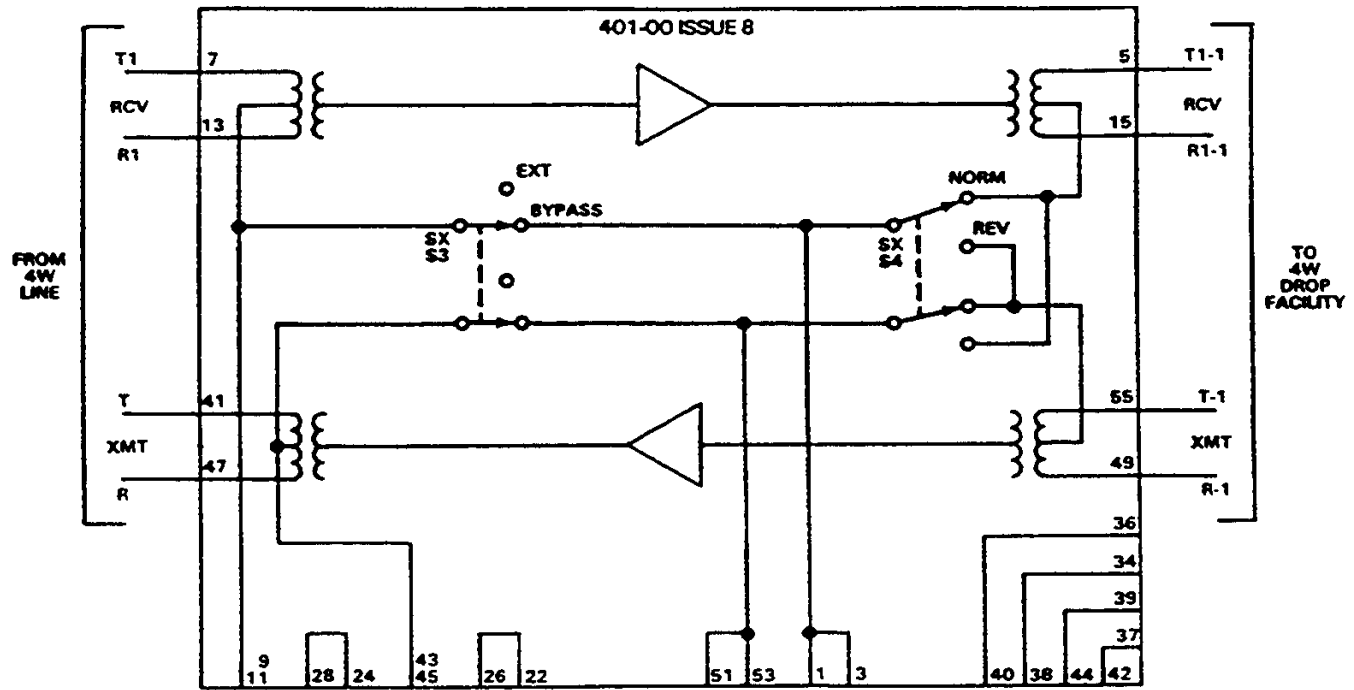 401-00 ISSUE 8
T1 7 5 T1-1
RCV RCV
13 15
R1 R1-1
EXT
NORM
BYPASS
SX
S3
SX
S4
REV
FROM
4W
LINE
TO
4W
DROP
FACILITY
T 41 55 T-1
XMT XMT
47 49
R R-1
36
34
39
37
9
11
28 24
43
45
26 22
51 53
1 3
40 38 44 42